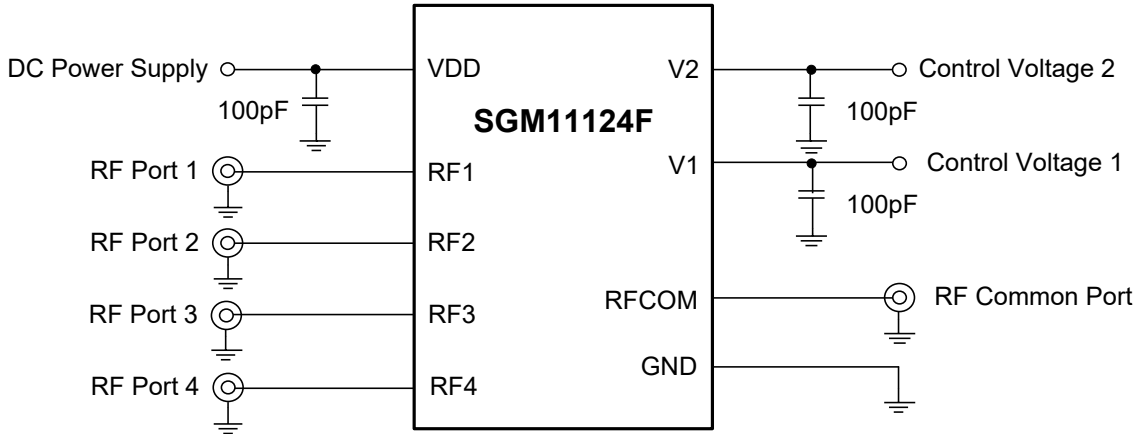 DC Power Supply
VDD
V2
Control Voltage 2
100pF
100pF
SGM11124F
RF Port 1
RF1
V1
Control Voltage 1
100pF
RF Port 2
RF2
RF Port 3
RF3
RFCOM
RF Common Port
RF Port 4
RF4
GND